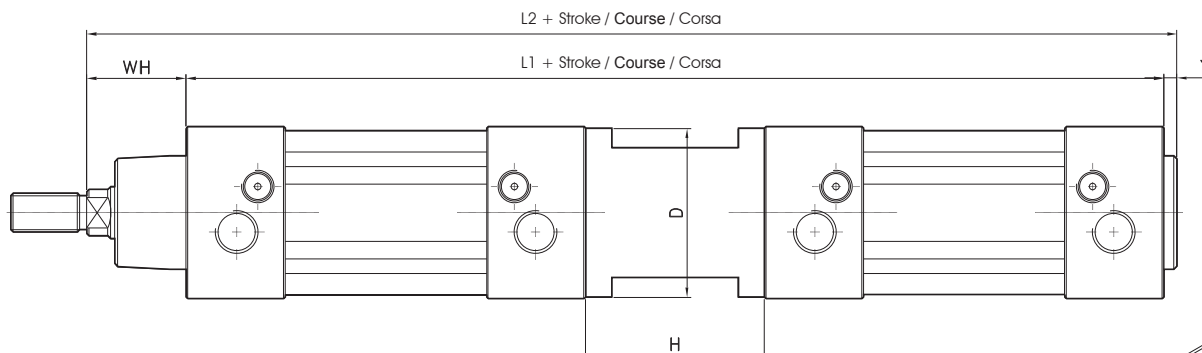 L2 + Stroke / Course / Corsa
WH
L1 + Stroke / Course / Corsa
D
H